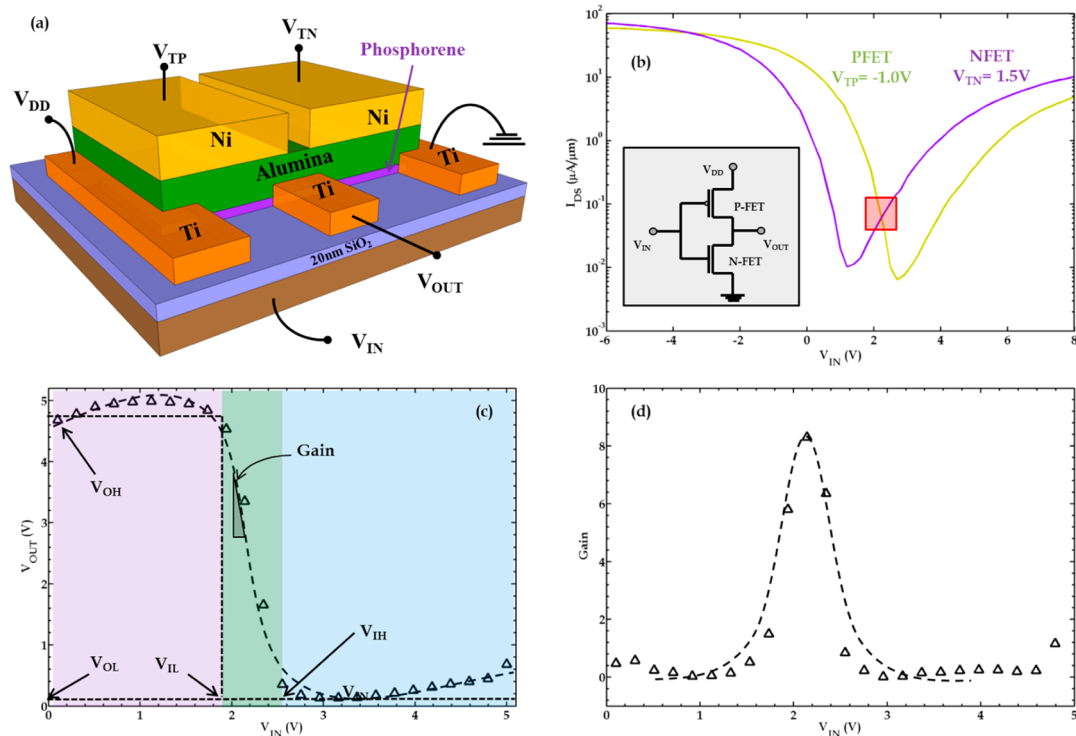 (a)
V_TN
Phosphorene
V_TP
V_DD
Ni
Ni
Alumina
Ti
Ti
Ti
20nm SiO₂
V_OUT
V_IN
(b)
PFET
V_TP= -1.0V
NFET
V_TN= 1.5V
10²
10¹
10⁰
10⁻¹
10⁻²
10⁻³
I_DS (μA/μm)
V_DD
P-FET
V_IN
V_OUT
N-FET
-6 -4 -2 0 2 4 6 8
V_IN (V)
(c)
5
4
3
2
1
0
V_OUT (V)
Gain
V_OH
V_IH
V_OL
V_IL
0 1 2 3 4 5
V_IN (V)
(d)
10
8
6
4
2
0
Gain
0 1 2 3 4 5
V_IN (V)